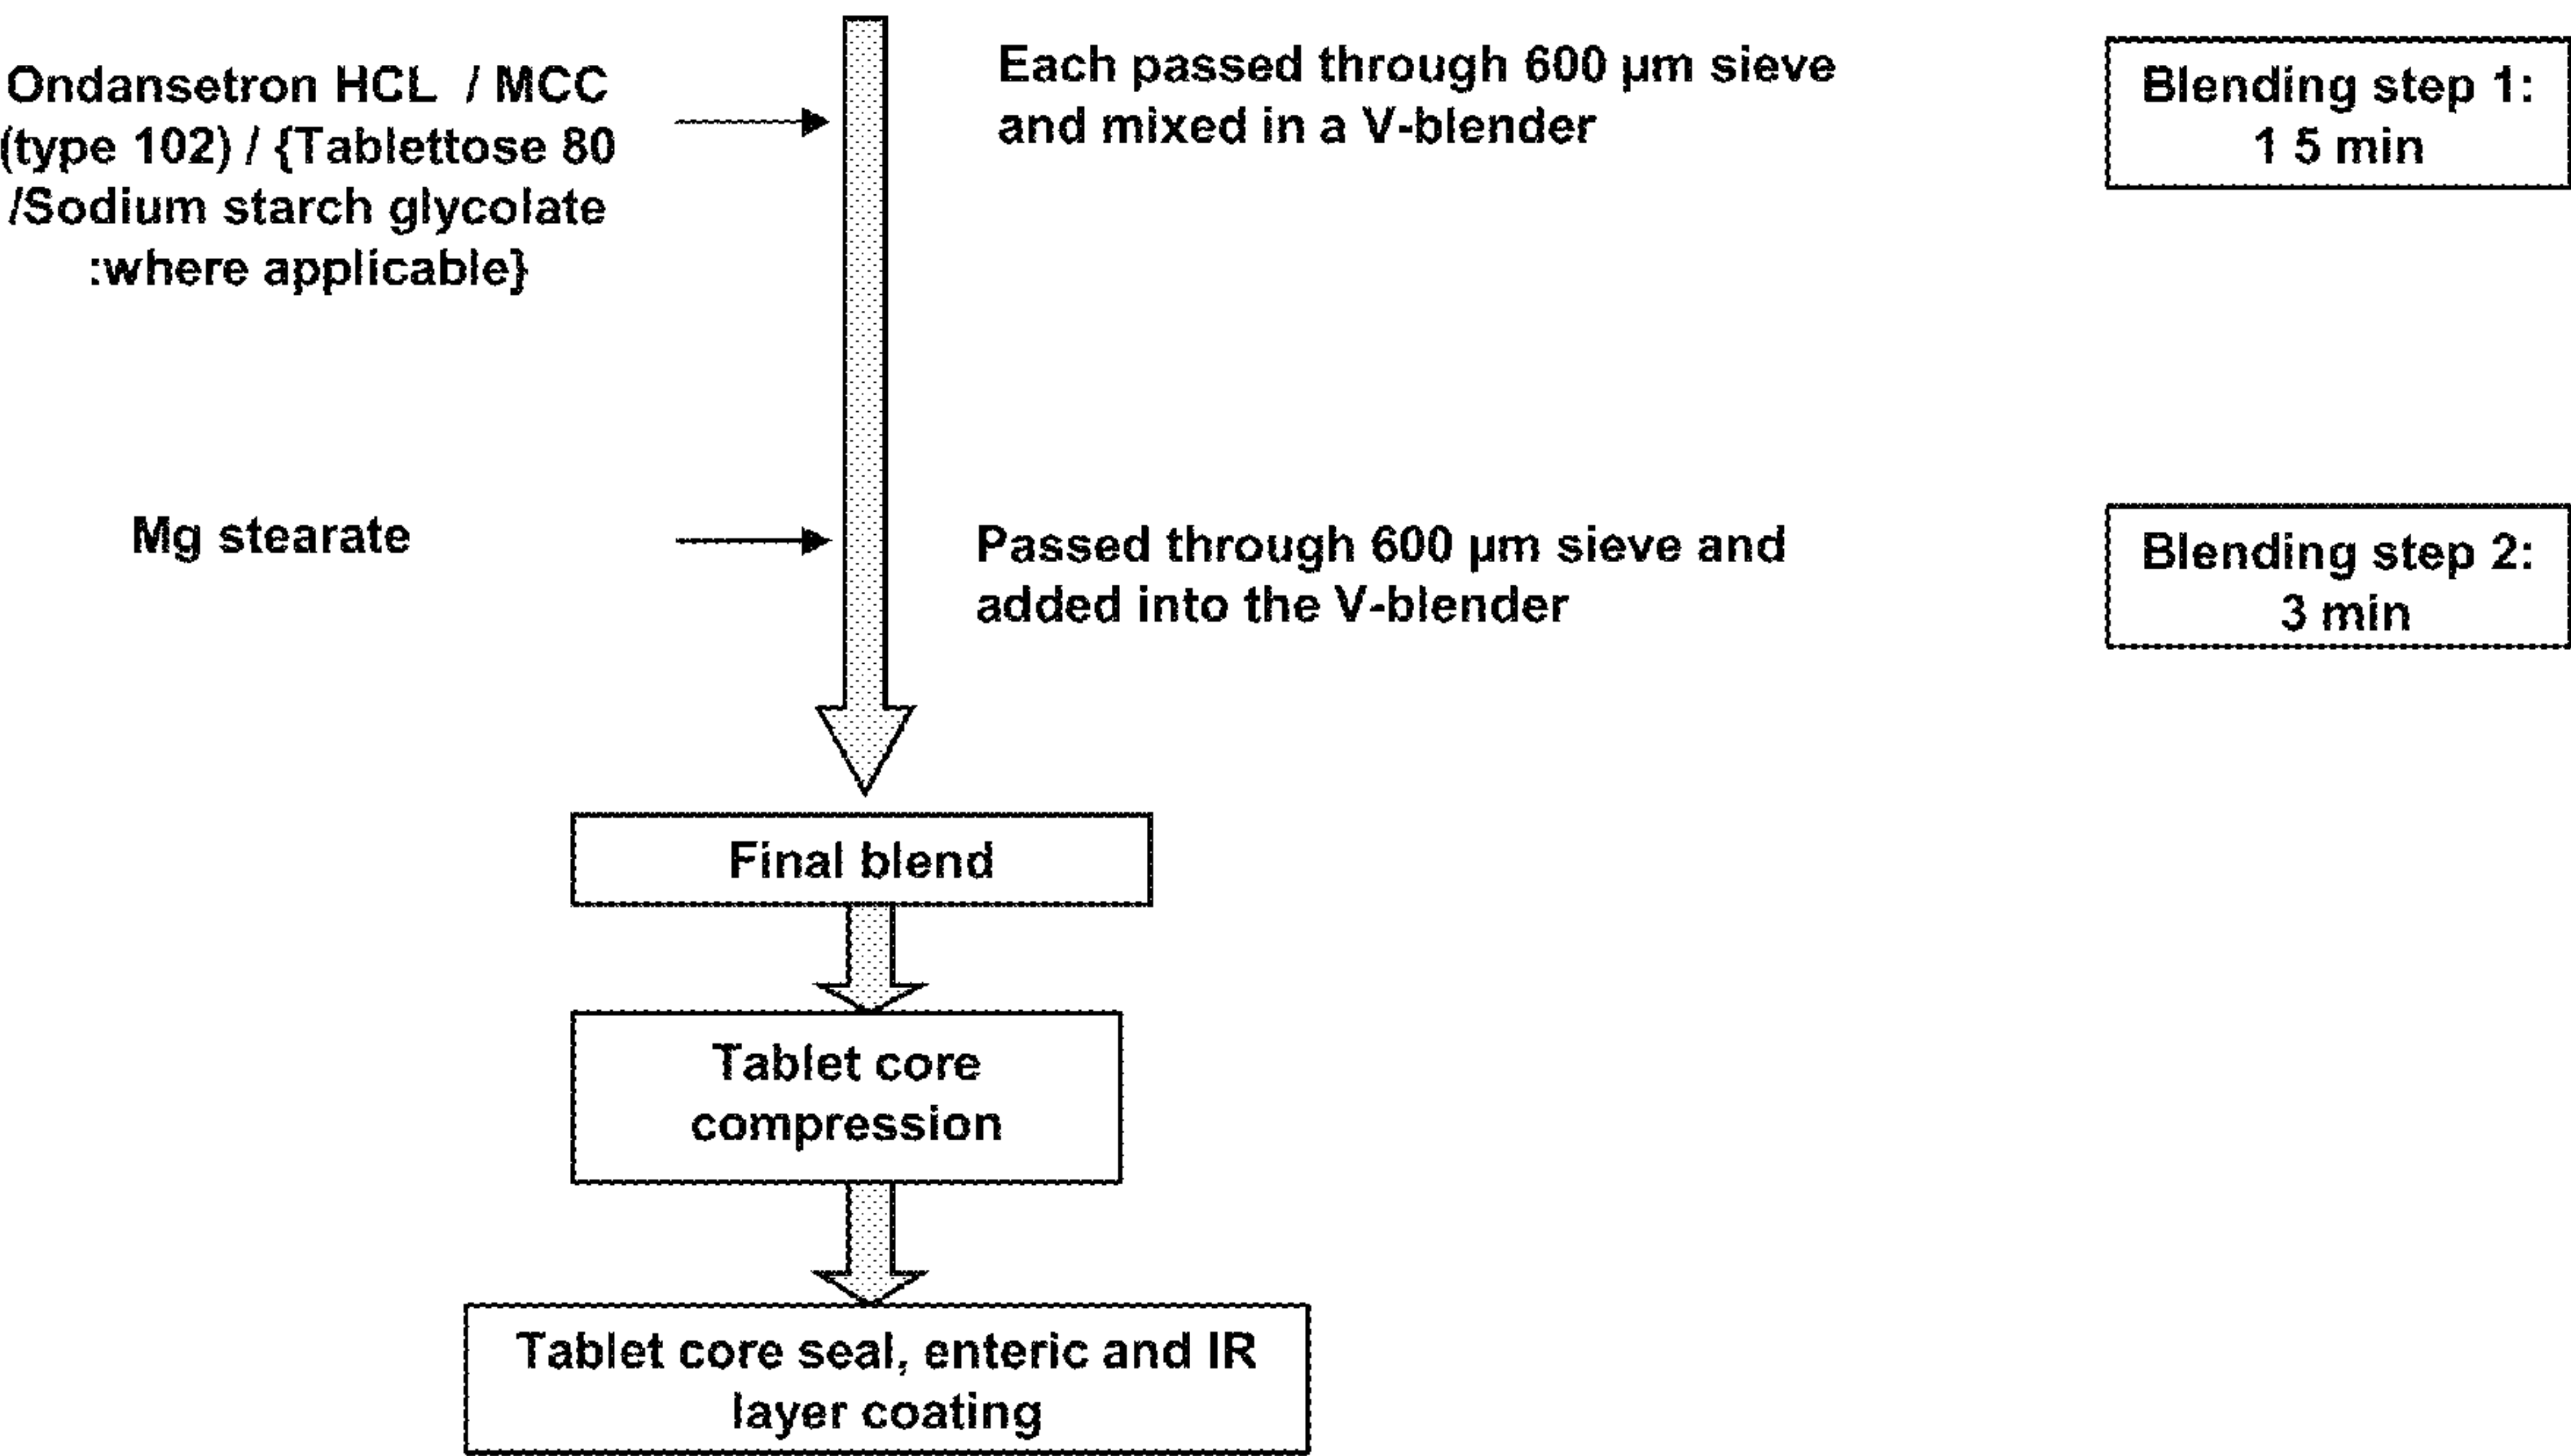 Ondansetron HCL / MCC
(type 102) / {Tablettose 80
/Sodium starch glycolate
:where applicable}
Each passed through 600 µm sieve
and mixed in a V-blender
Blending step 1:
1 5 min
Mg stearate
Passed through 600 µm sieve and
added into the V-blender
Blending step 2:
3 min
Final blend
Tablet core
compression
Tablet core seal, enteric and IR
layer coating